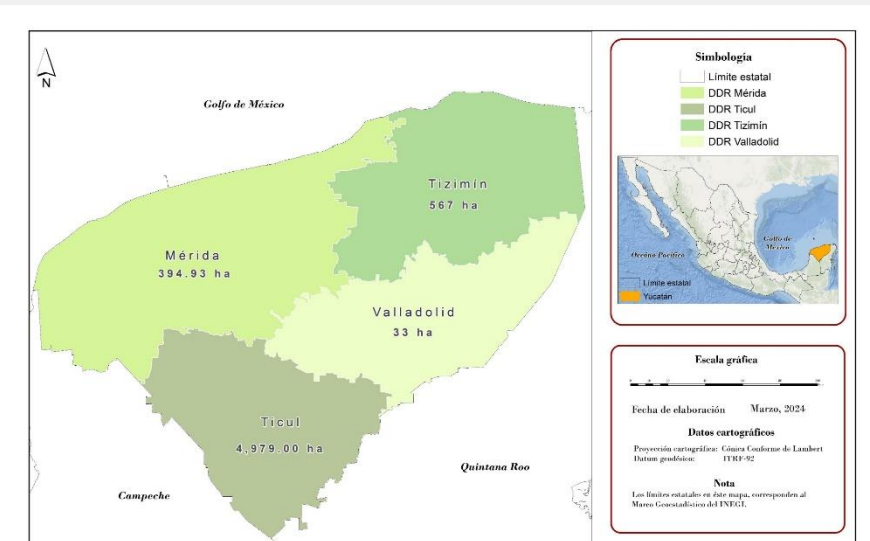 N
Golfo de México
Tizimín
567 ha
Mérida
394.93 ha
Valladolid
33 ha
Ticul
4,979.00 ha
Quintana Roo
Campeche
Simbología
Límite estatal
DDR Mérida
DDR Ticul
DDR Tizimín
DDR Valladolid
Golfo de
México
Océano Pacífico
Límite estatal
Yucatán
Escala gráfica
Fecha de elaboración Marzo, 2024
Datos cartográficos
Proyección cartográfica: Cónica Conforme de Lambert
Datum geodésico: ITRF-92
Nota
Los límites estatales en éste mapa, corresponden al
Marco Geoestadístico del INEGI.